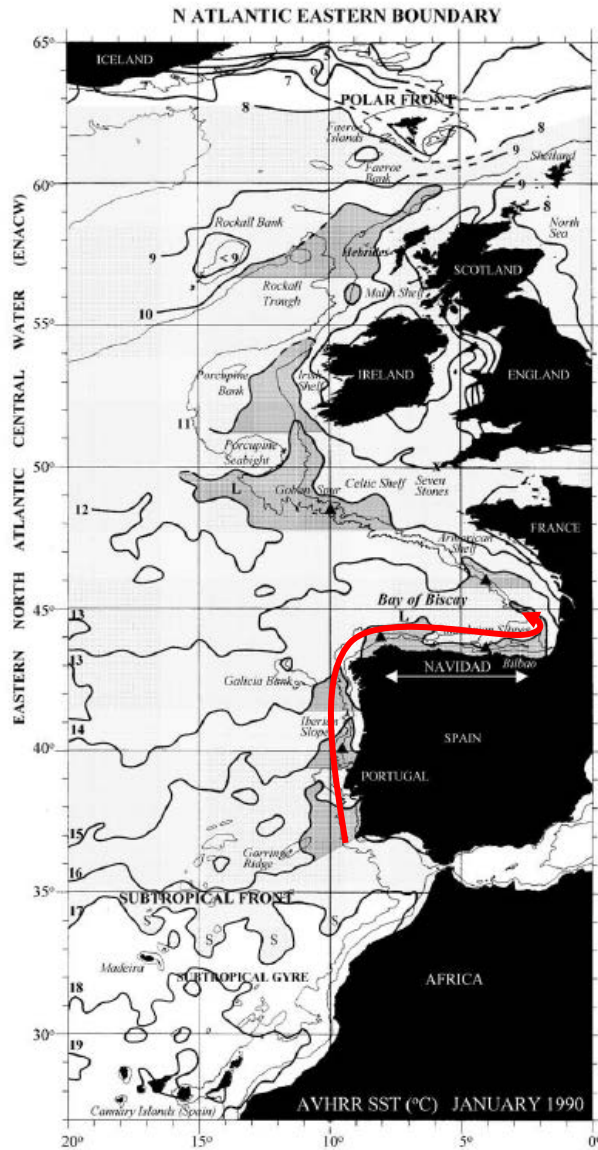 N ATLANTIC EASTERN BOUNDARY
EASTERN NORTH ATLANTIC CENTRAL WATER (ENACW)
65°
ICELAND
5
6
7
7
POLAR FRONT
8
Faeroe
Islands
8
9
Shetland
Faeroe
Bank
60°
9
8
Rockall Bank
North
Sea
9
< 9
Hebrides
SCOTLAND
Rockall
Trough
Malin Shelf
10
55°
Porcupine
Bank
Irish
Shelf
IRELAND
ENGLAND
11
Porcupine
Seabight
50°
Seven
Stones
L
Goban Spur
Celtic Shelf
12
FRANCE
Armorican
Shelf
45°
Bay of Biscay
13
L
Slope
Bilbao
NAVIDAD
13
Galicia Bank
14
Iberian
Slope
SPAIN
40°
PORTUGAL
15
Gorringe
Ridge
16
35°
SUBTROPICAL FRONT
17
S S S S
Madeira
SUBTROPICAL GYRE
AFRICA
18
30°
19
Cannary Islands (Spain)
AVHRR SST (°C) JANUARY 1990
20° 15° 10° 5° 0°